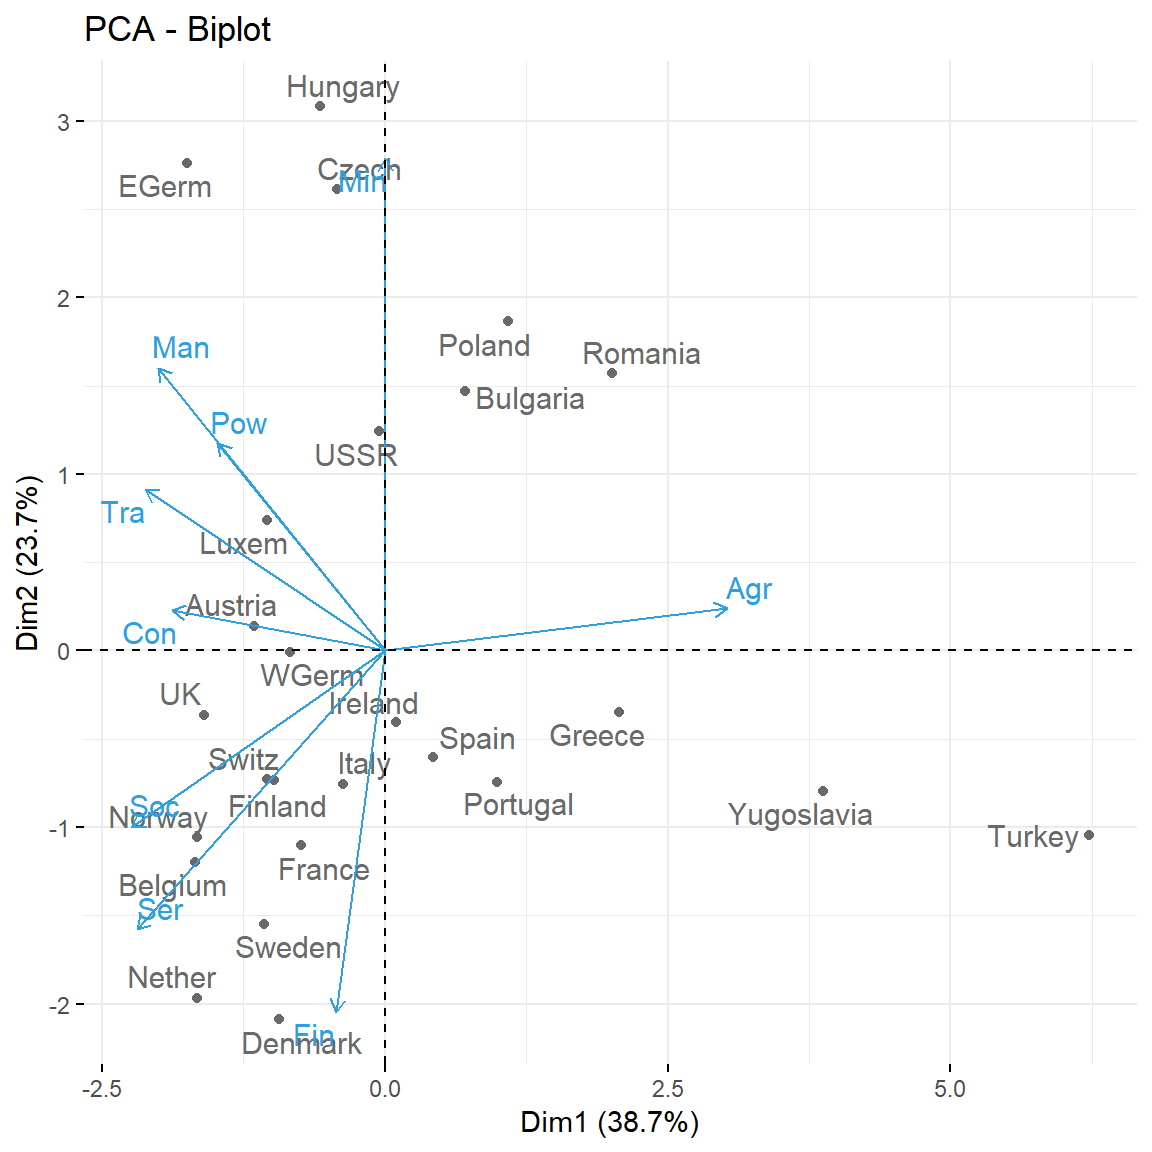 PCA - Biplot
Hungary
3
EGerm
Czech
Min
2
Poland
Romania
Man
Bulgaria
Pow
USSR
1
Tra
Luxem
Agr
Austria
Con
0
WGerm
UK
Ireland
Spain
Greece
Switz
Italy
Finland
Portugal
Soc
Norway
Yugoslavia
-1
Turkey
France
Belgium
Ser
Sweden
Nether
-2
Fin
Denmark
-2.5 0.0 2.5 5.0
Dim1 (38.7%)
Dim2 (23.7%)